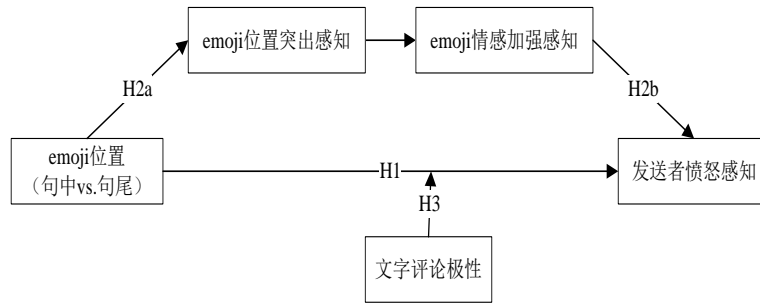 emoji位置突出感知
emoji情感加强感知
H2a
H2b
emoji位置
（句中vs.句尾）
H1
发送者愤怒感知
H3
文字评论极性